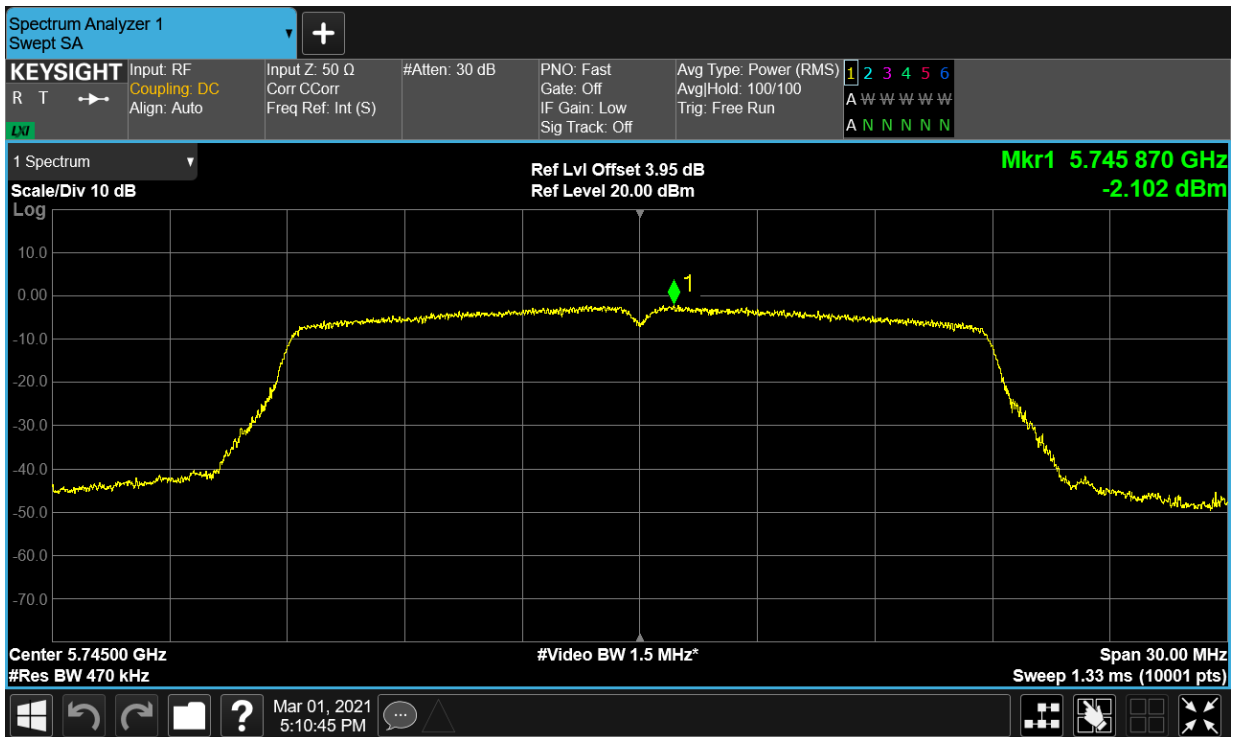 Spectrum Analyzer 1
Swept SA
+
KEYSIGHT
R T
LXI
Input: RF
Coupling: DC
Align: Auto
Input Z: 50 Ω
Corr CCorr
Freq Ref: Int (S)
#Atten: 30 dB
PNO: Fast
Gate: Off
IF Gain: Low
Sig Track: Off
Avg Type: Power (RMS)
Avg|Hold: 100/100
Trig: Free Run
1 2 3 4 5 6
A W W W W W
A N N N N N
1 Spectrum
Scale/Div 10 dB
Log
Ref Lvl Offset 3.95 dB
Ref Level 20.00 dBm
Mkr1 5.745 870 GHz
-2.102 dBm
10.0
0.00
-10.0
-20.0
-30.0
-40.0
-50.0
-60.0
-70.0
1
Center 5.74500 GHz
#Res BW 470 kHz
#Video BW 1.5 MHz*
Span 30.00 MHz
Sweep 1.33 ms (10001 pts)
?
Mar 01, 2021
5:10:45 PM